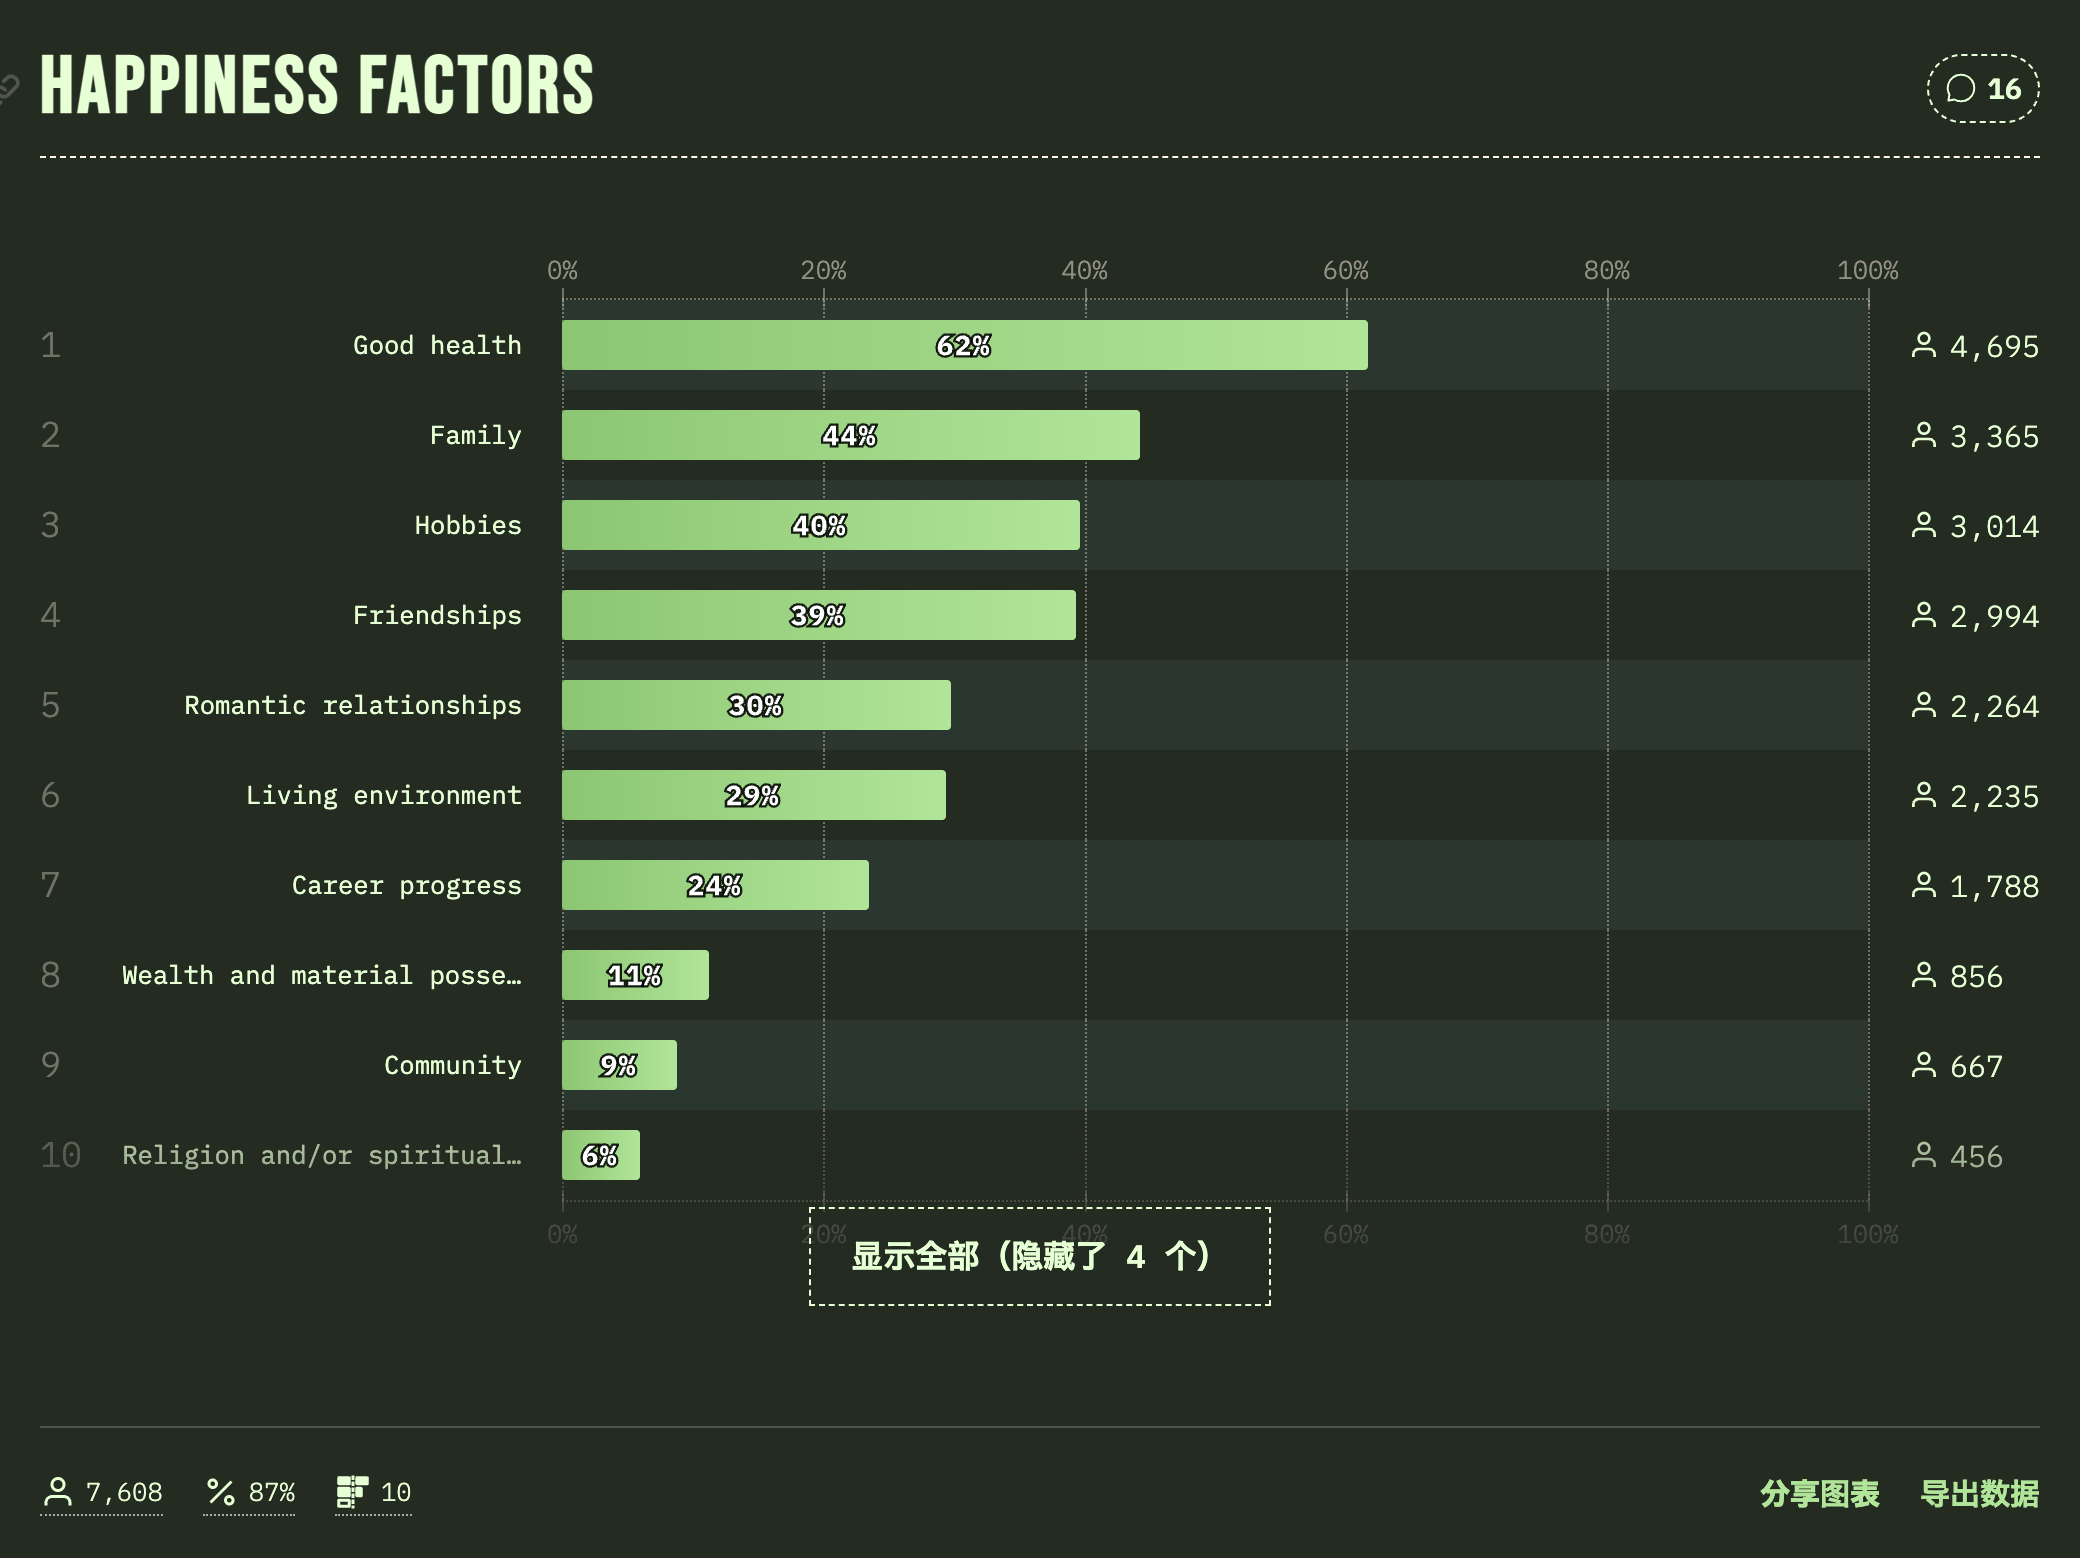 HAPPINESS FACTORS
16
0% 20% 40% 60% 80% 100%
1 Good health 62% 4,695
2 Family 44% 3,365
3 Hobbies 40% 3,014
4 Friendships 39% 2,994
5 Romantic relationships 30% 2,264
6 Living environment 29% 2,235
7 Career progress 24% 1,788
8 Wealth and material posse… 11% 856
9 Community 9% 667
10 Religion and/or spiritual… 6% 456
0% 20% 40% 60% 80% 100%
显示全部（隐藏了 4 个）
7,608 87% 10 分享图表 导出数据